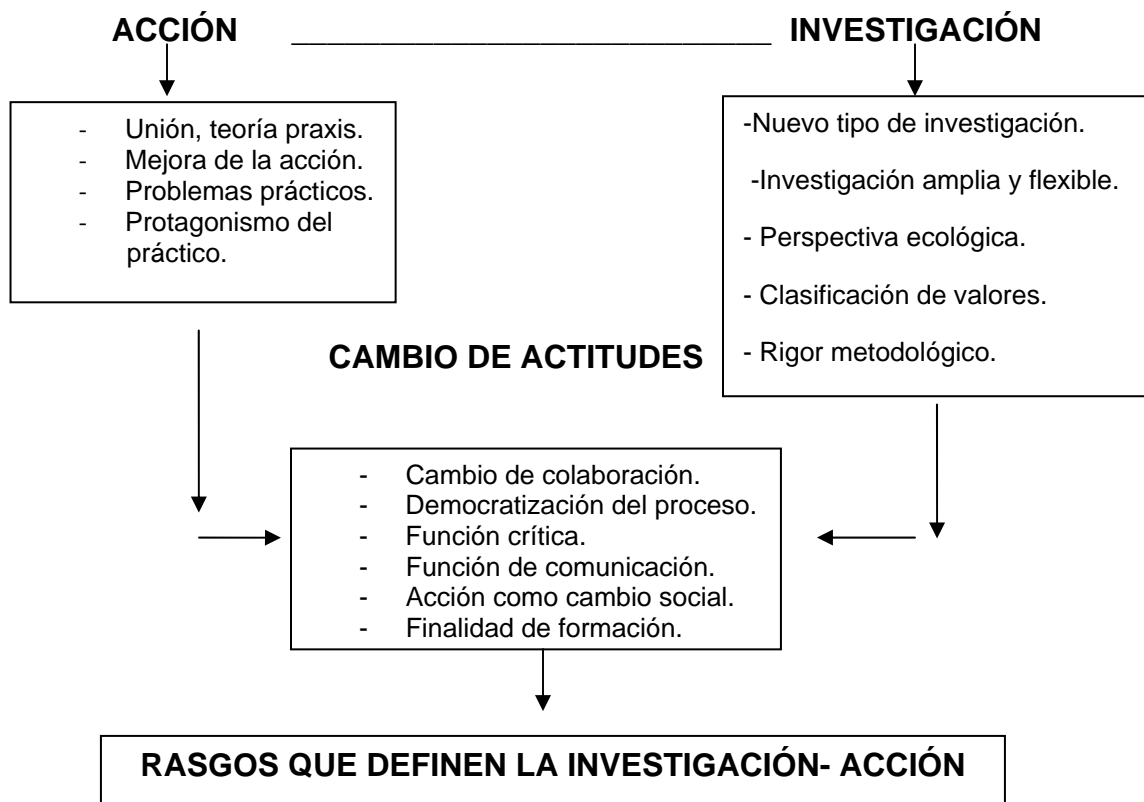 ACCIÓN ____________________________ INVESTIGACIÓN
- Unión, teoría praxis.
- Mejora de la acción.
- Problemas prácticos.
- Protagonismo del
práctico.
-Nuevo tipo de investigación.
-Investigación amplia y flexible.
- Perspectiva ecológica.
- Clasificación de valores.
- Rigor metodológico.
CAMBIO DE ACTITUDES
- Cambio de colaboración.
- Democratización del proceso.
- Función crítica.
- Función de comunicación.
- Acción como cambio social.
- Finalidad de formación.
RASGOS QUE DEFINEN LA INVESTIGACIÓN- ACCIÓN